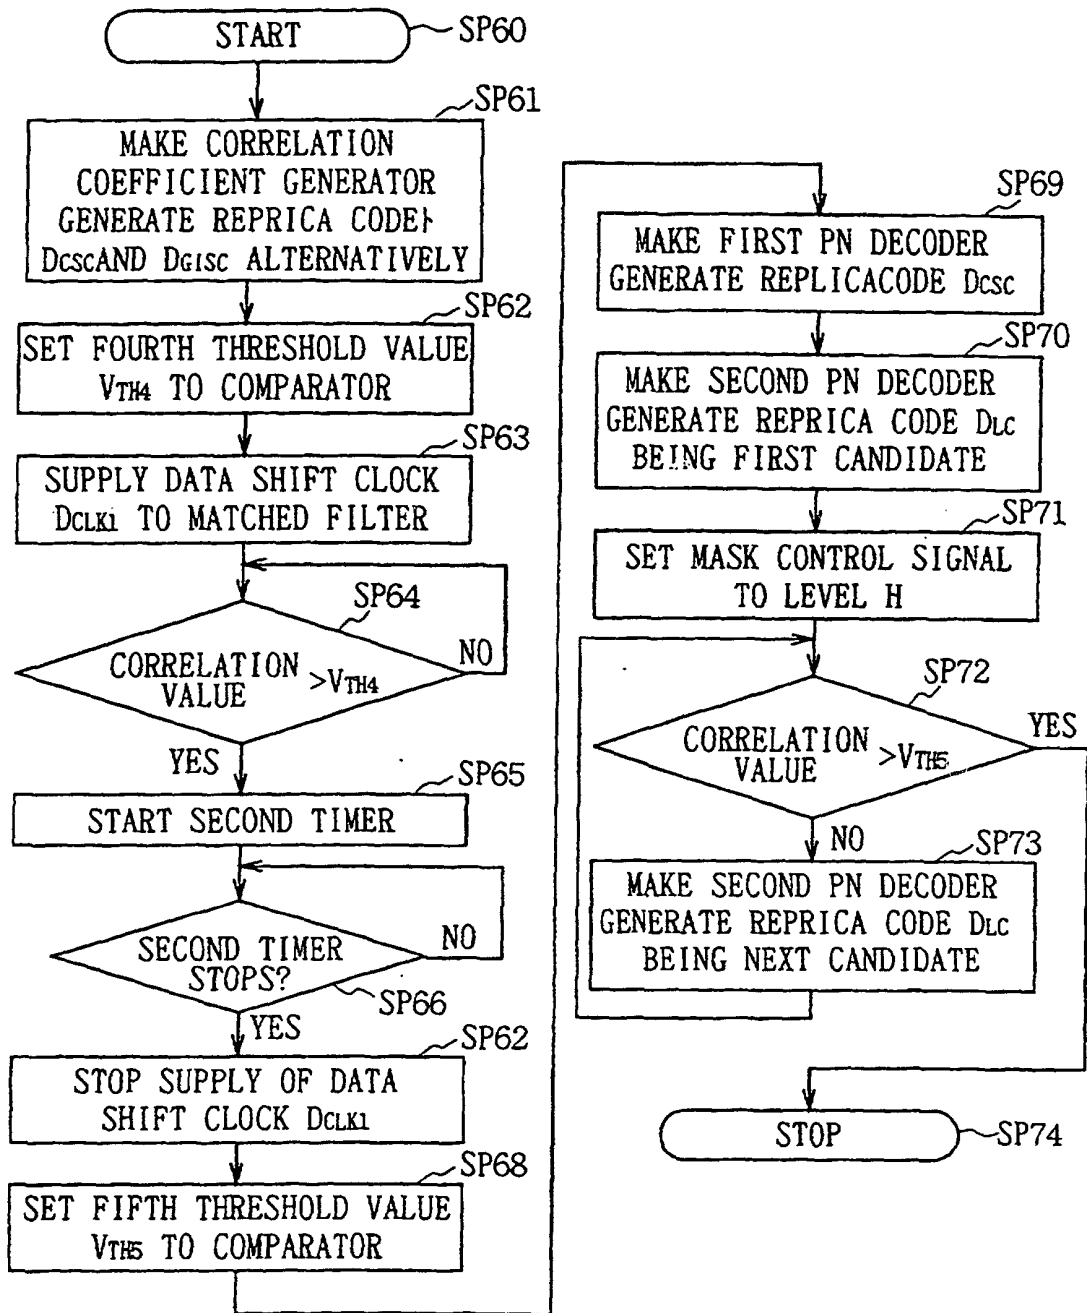 START
SP60
SP61
MAKE CORRELATION
COEFFICIENT GENERATOR
GENERATE REPRICA CODE
DCSC AND DGISC ALTERNATIVELY
SP62
SET FOURTH THRESHOLD VALUE
VTH4 TO COMPARATOR
SP63
SUPPLY DATA SHIFT CLOCK
DCLK1 TO MATCHED FILTER
SP64
CORRELATION
VALUE >VTH4
NO
YES
SP65
START SECOND TIMER
SECOND TIMER
STOPS?
NO
SP66
YES
SP62
STOP SUPPLY OF DATA
SHIFT CLOCK DCLK1
SP68
SET FIFTH THRESHOLD VALUE
VTH5 TO COMPARATOR
SP69
MAKE FIRST PN DECODER
GENERATE REPLICACODE DCSC
SP70
MAKE SECOND PN DECODER
GENERATE REPRICA CODE DLC
BEING FIRST CANDIDATE
SP71
SET MASK CONTROL SIGNAL
TO LEVEL H
SP72
CORRELATION
VALUE >VTH5
YES
NO
SP73
MAKE SECOND PN DECODER
GENERATE REPRICA CODE DLC
BEING NEXT CANDIDATE
STOP
SP74